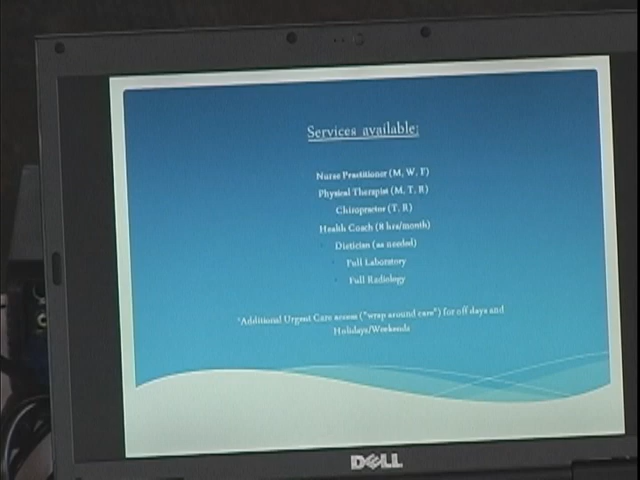 Services available:
Nurse Practitioner (M, W, F)
Physical Therapist (M, T, R)
Chiropractor (T, R)
Health Coach (8 hrs/month)
Dietician (as needed)
Full Laboratory
Full Radiology
*Additional Urgent Care access ("wrap around care") for off days and
Holidays/Weekends
DELL